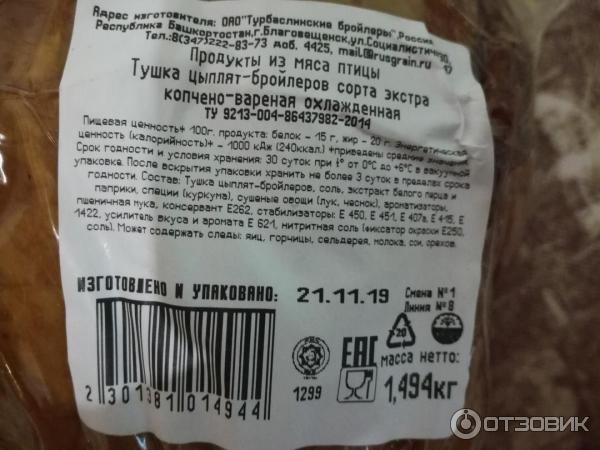 Адрес изготовителя: ОАО"Турбаслинские бройлеры",Россия,
Республика Башкортостан,г.Благовещенск,ул.Социалистическая,
Тел.:8(347)222-83-73 доб. 4425, mail@rusgrain.ru
Продукты из мяса птицы
Тушка цыплят-бройлеров сорта экстра
копчено-вареная охлажденная
ТУ 9213-004-86437982-2014
Пищевая ценность* 100г. продукта: белок - 15 г, жир - 20 г. Энергетическая
ценность (калорийность)* - 1000 кДж (240ккал.) *приведены средние значения
Срок годности и условия хранения: 30 суток при t° от 0°С до +6°С в вакуумной
упаковке. После вскрытия упаковки хранить не более 3 суток в пределах срока
годности. Состав: Тушка цыплят-бройлеров, соль, экстракт белого перца и
паприки, специи (куркума), сушеные овощи (лук, чеснок), ароматизаторы,
пшеничная мука, консервант Е262, стабилизаторы: Е 450, Е 451, Е 407а, Е 415, Е
1422, усилитель вкуса и аромата Е 621, нитритная соль (фиксатор окраски Е250,
соль). Может содержать следы: яиц, горчицы, сельдерея, молока, сои, орехов.
ИЗГОТОВЛЕНО И УПАКОВАНО: 21.11.19
Смена №1
Линия №8
20
ЕАС
масса нетто:
1,494кг
1299
2 301381 014944
ОТЗОВИК